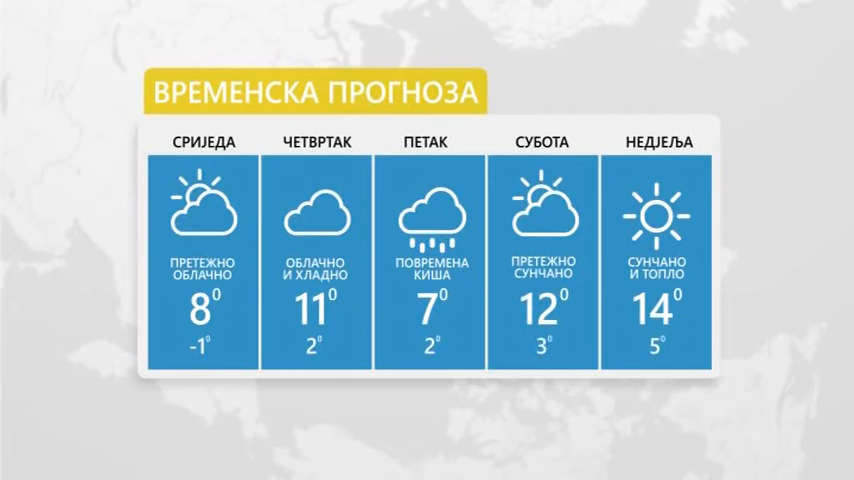 ВРЕМЕНСКА ПРОГНОЗА
СРИЈЕДА
ПРЕТЕЖНО
ОБЛАЧНО
8⁰
-1⁰
ЧЕТВРТАК
ОБЛАЧНО
И ХЛАДНО
11⁰
2⁰
ПЕТАК
ПОВРЕМЕНА
КИША
7⁰
2⁰
СУБОТА
ПРЕТЕЖНО
СУНЧАНО
12⁰
3⁰
НЕДЈЕЉА
СУНЧАНО
И ТОПЛО
14⁰
5⁰